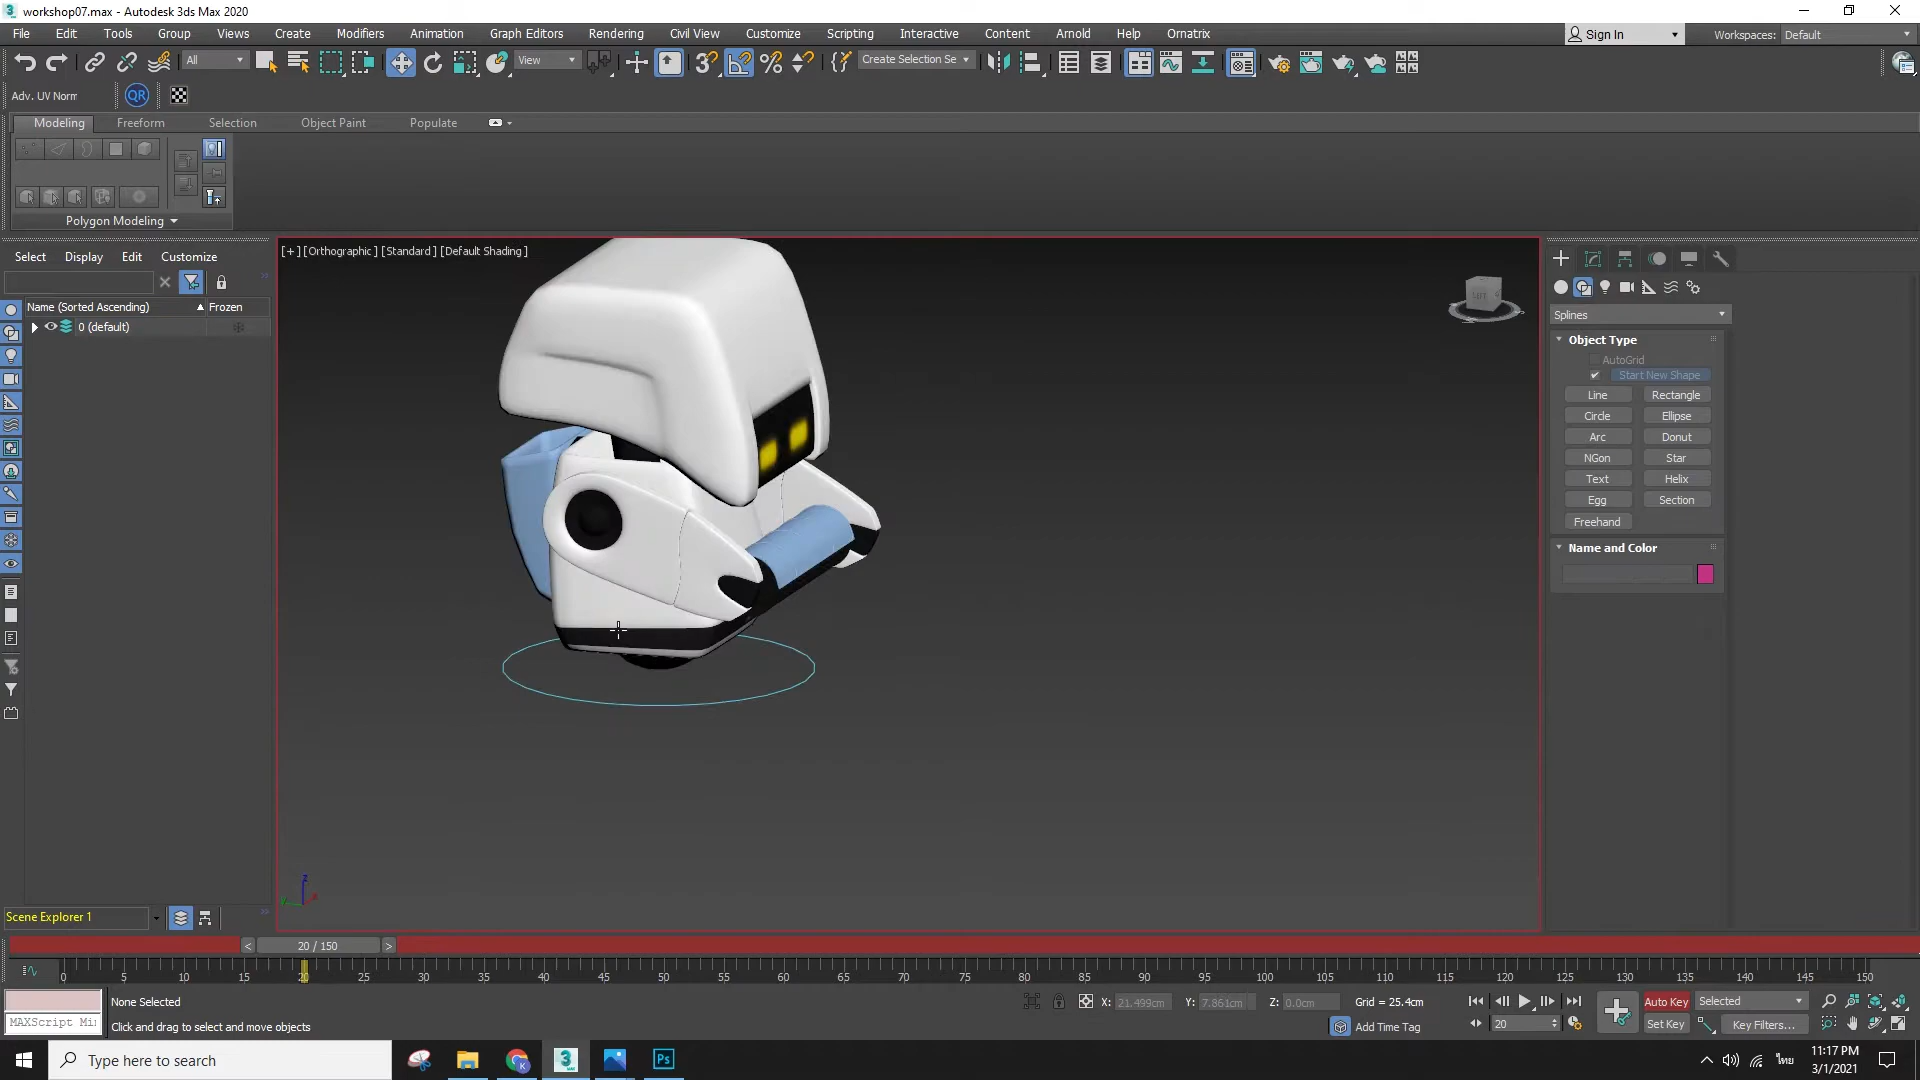 workshop07.max - Autodesk 3ds Max 2020
File Edit Tools Group Views Create Modifiers Animation Graph Editors Rendering Civil View Customize Scripting Interactive Content Arnold Help Ornatrix Sign In Workspaces: Default
All View Create Selection Se
Adv. UV Norm QR
Modeling Freeform Selection Object Paint Populate
Polygon Modeling
Select Display Edit Customize
[+] [Orthographic] [Standard] [Default Shading]
Name (Sorted Ascending) Frozen
0 (default)
Splines
Object Type
AutoGrid
Start New Shape
Line Rectangle
Circle Ellipse
Arc Donut
NGon Star
Text Helix
Egg Section
Freehand
Name and Color
Scene Explorer 1
< 20 / 150 >
0 5 10 15 20 25 30 35 40 45 50 55 60 65 70 75 80 85 90 95 100 105 110 115 120 125 130 135 140 145 150
None Selected X: 21.499cm Y: 7.861cm Z: 0.0cm Grid = 25.4cm Auto Key Selected
MAXScript Mi Click and drag to select and move objects Add Time Tag 20 Set Key Key Filters...
Type here to search Ps ไทย 11:17 PM
3/1/2021